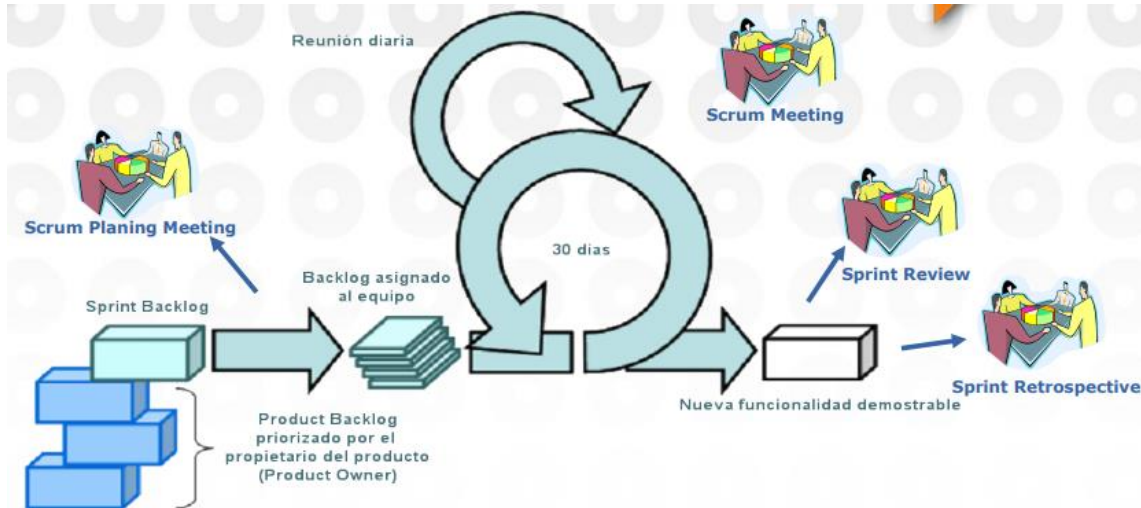 Reunión diaria
Scrum Meeting
Scrum Planing Meeting
30 días
Sprint Review
Backlog asignado
al equipo
Sprint Backlog
Sprint Retrospective
Nueva funcionalidad demostrable
Product Backlog
priorizado por el
propietario del producto
(Product Owner)